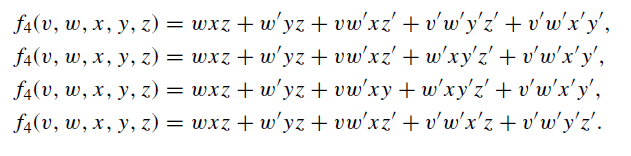 f₄(v, w, x, y, z) = wxz + w′yz + vw′xz′ + v′w′y′z′ + v′w′x′y′,
f₄(v, w, x, y, z) = wxz + w′yz + vw′xz′ + w′xy′z′ + v′w′x′y′,
f₄(v, w, x, y, z) = wxz + w′yz + vw′xy + w′xy′z′ + v′w′x′y′,
f₄(v, w, x, y, z) = wxz + w′yz + vw′xz′ + v′w′x′z + v′w′y′z′.